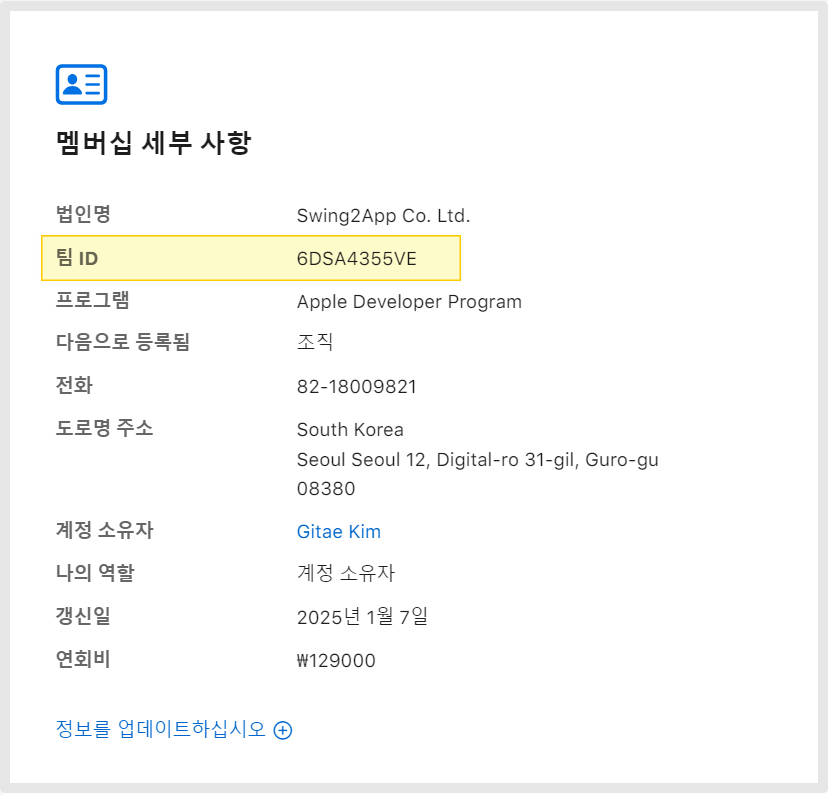 멤버십 세부 사항
법인명 Swing2App Co. Ltd.
팀 ID 6DSA4355VE
프로그램 Apple Developer Program
다음으로 등록됨 조직
전화 82-18009821
도로명 주소 South Korea
Seoul Seoul 12, Digital-ro 31-gil, Guro-gu
08380
계정 소유자 Gitae Kim
나의 역할 계정 소유자
갱신일 2025년 1월 7일
연회비 ₩129000
정보를 업데이트하십시오